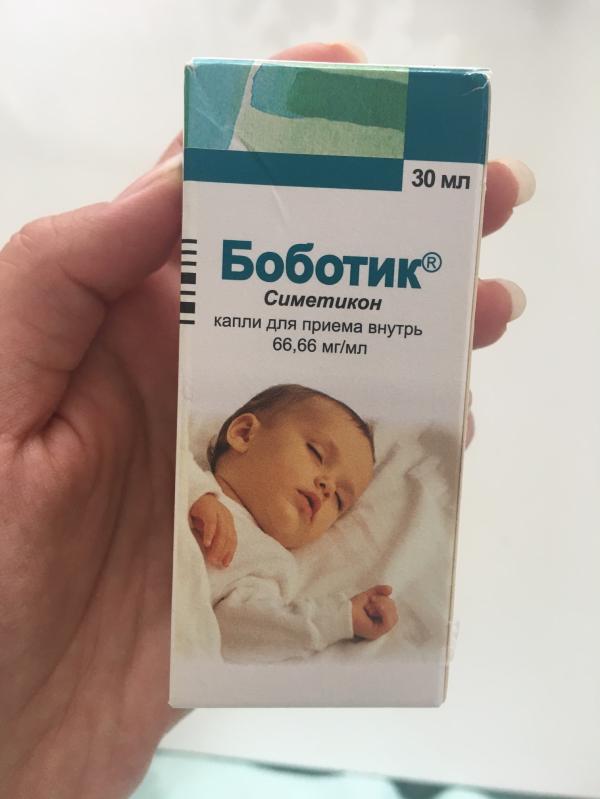 30 мл
Боботик®
Симетикон
капли для приема внутрь
66,66 мг/мл